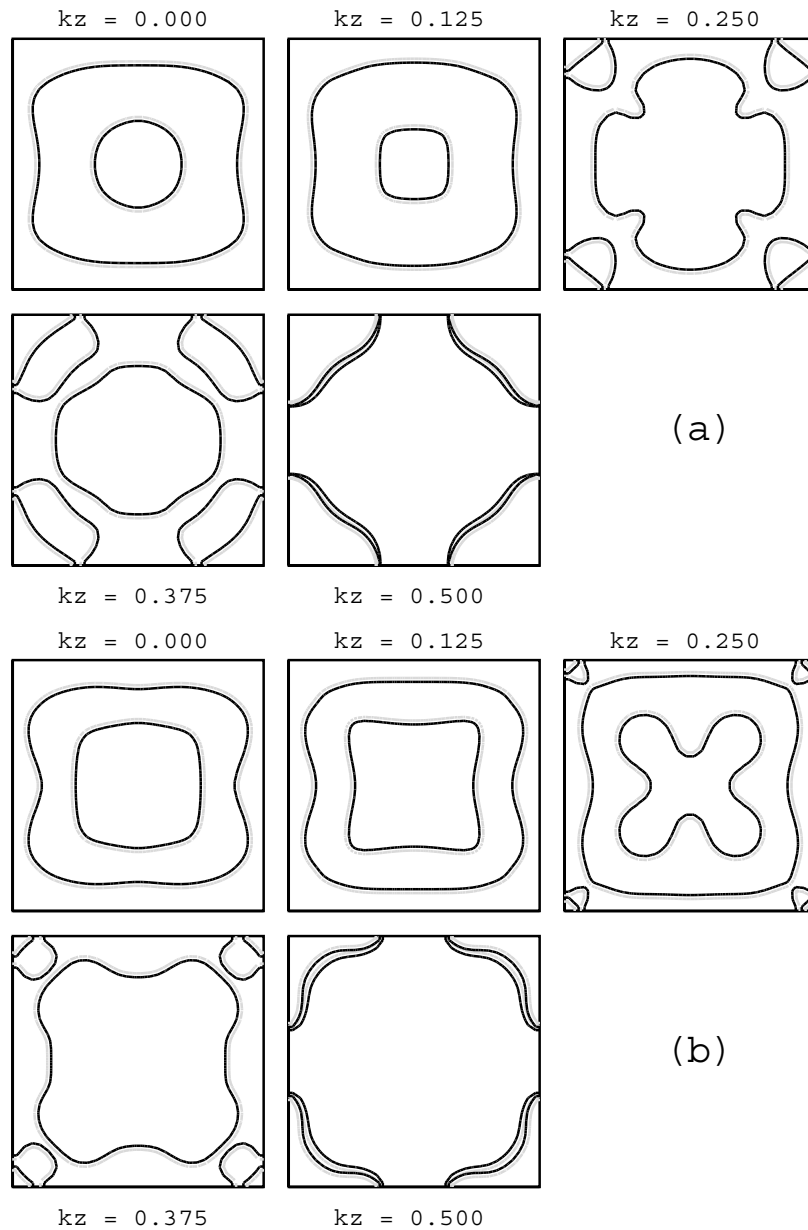 kz = 0.000 kz = 0.125 kz = 0.250
(a)
kz = 0.375 kz = 0.500
kz = 0.000 kz = 0.125 kz = 0.250
(b)
kz = 0.375 kz = 0.500